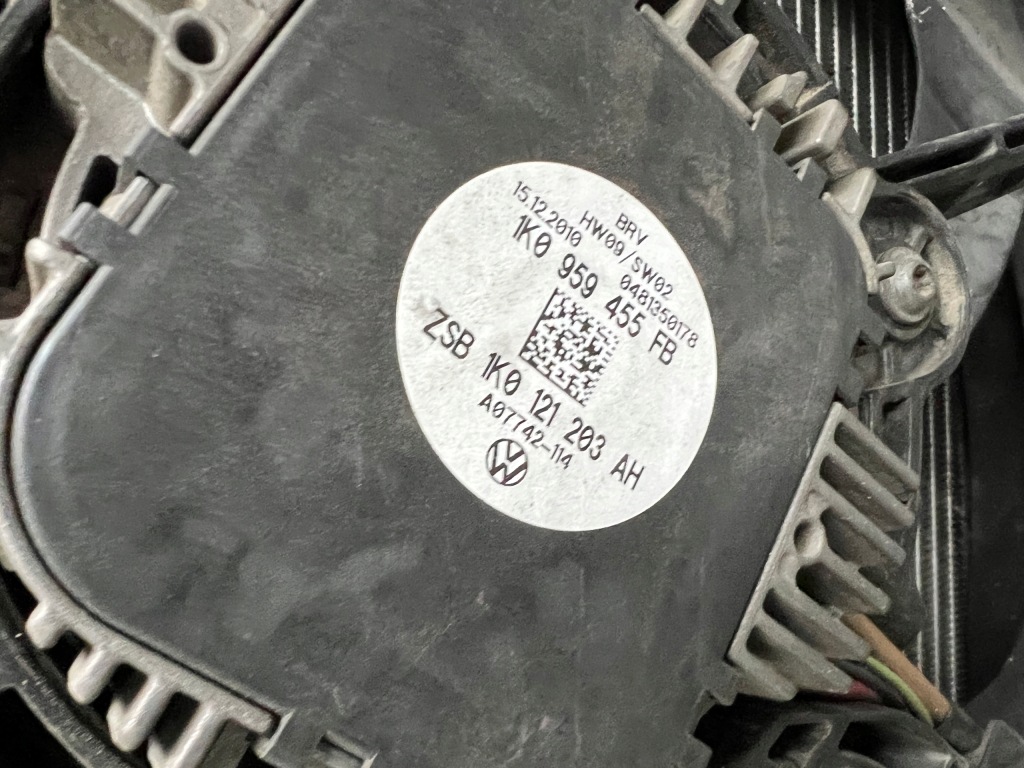 BRV
HW09/SW02
15.12.2010 0481350178
1K0 959 455 FB
ZSB 1K0 121 203 AH
A07742-114